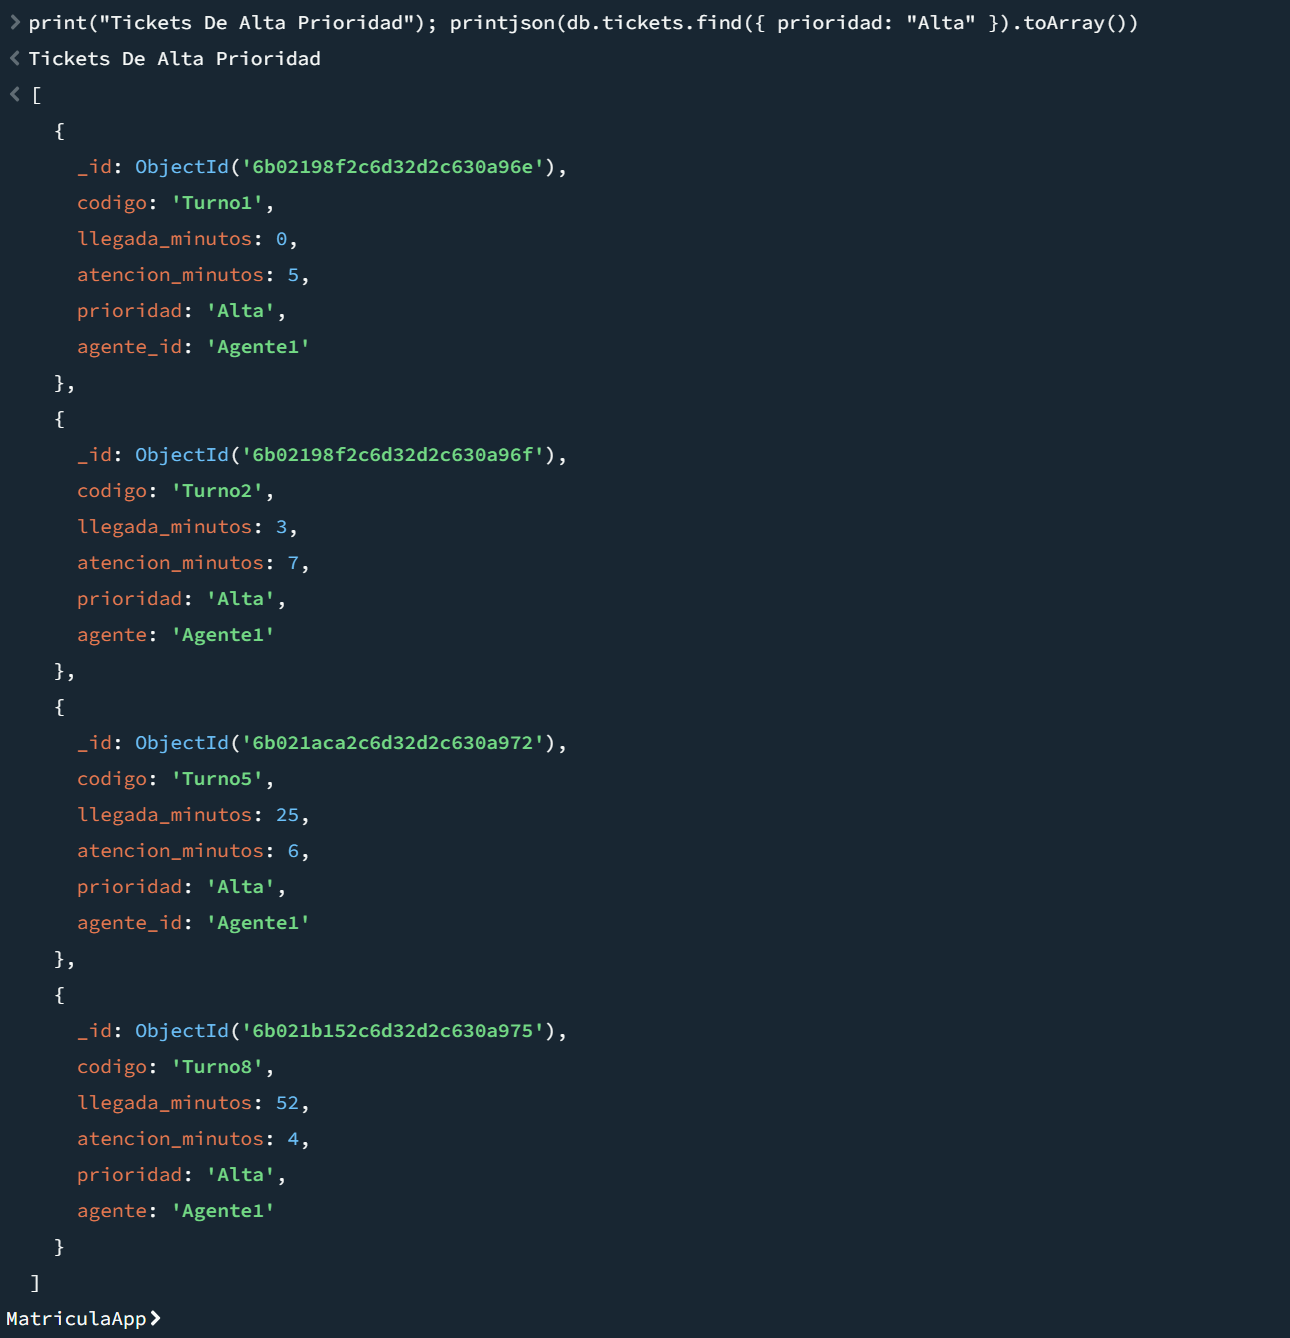 > print("Tickets De Alta Prioridad"); printjson(db.tickets.find({ prioridad: "Alta" }).toArray())
< Tickets De Alta Prioridad
< [
{
_id: ObjectId('6b02198f2c6d32d2c630a96e'),
codigo: 'Turno1',
llegada_minutos: 0,
atencion_minutos: 5,
prioridad: 'Alta',
agente_id: 'Agente1'
},
{
_id: ObjectId('6b02198f2c6d32d2c630a96f'),
codigo: 'Turno2',
llegada_minutos: 3,
atencion_minutos: 7,
prioridad: 'Alta',
agente: 'Agente1'
},
{
_id: ObjectId('6b021aca2c6d32d2c630a972'),
codigo: 'Turno5',
llegada_minutos: 25,
atencion_minutos: 6,
prioridad: 'Alta',
agente_id: 'Agente1'
},
{
_id: ObjectId('6b021b152c6d32d2c630a975'),
codigo: 'Turno8',
llegada_minutos: 52,
atencion_minutos: 4,
prioridad: 'Alta',
agente: 'Agente1'
}
]
MatriculaApp>